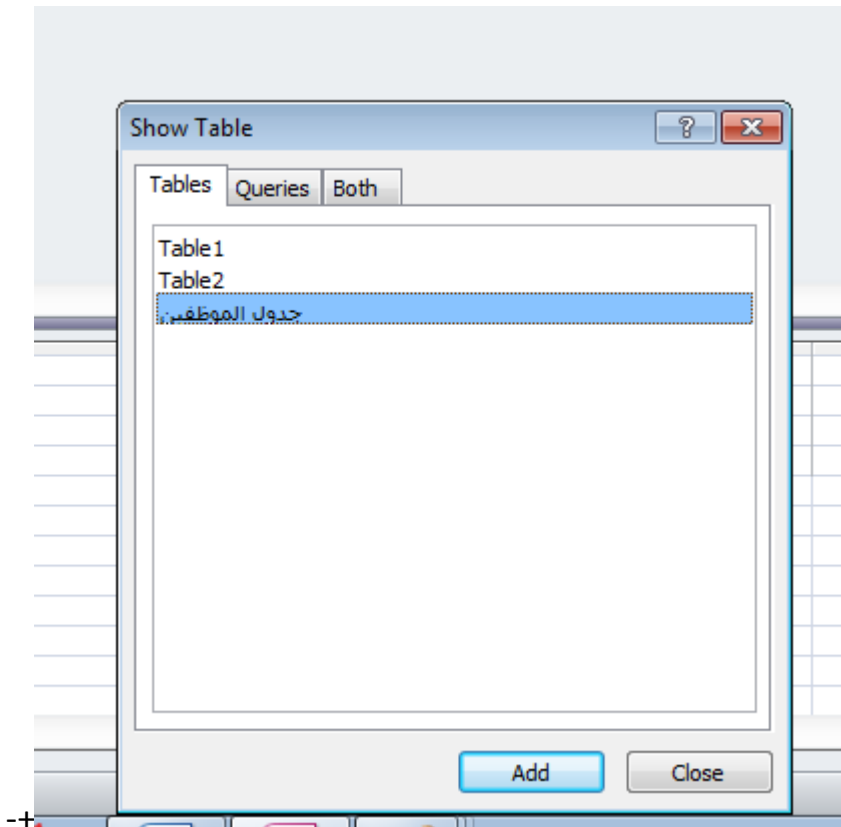 Show Table
Tables Queries Both
Table1
Table2
جدول الموظفين
Add Close
-+